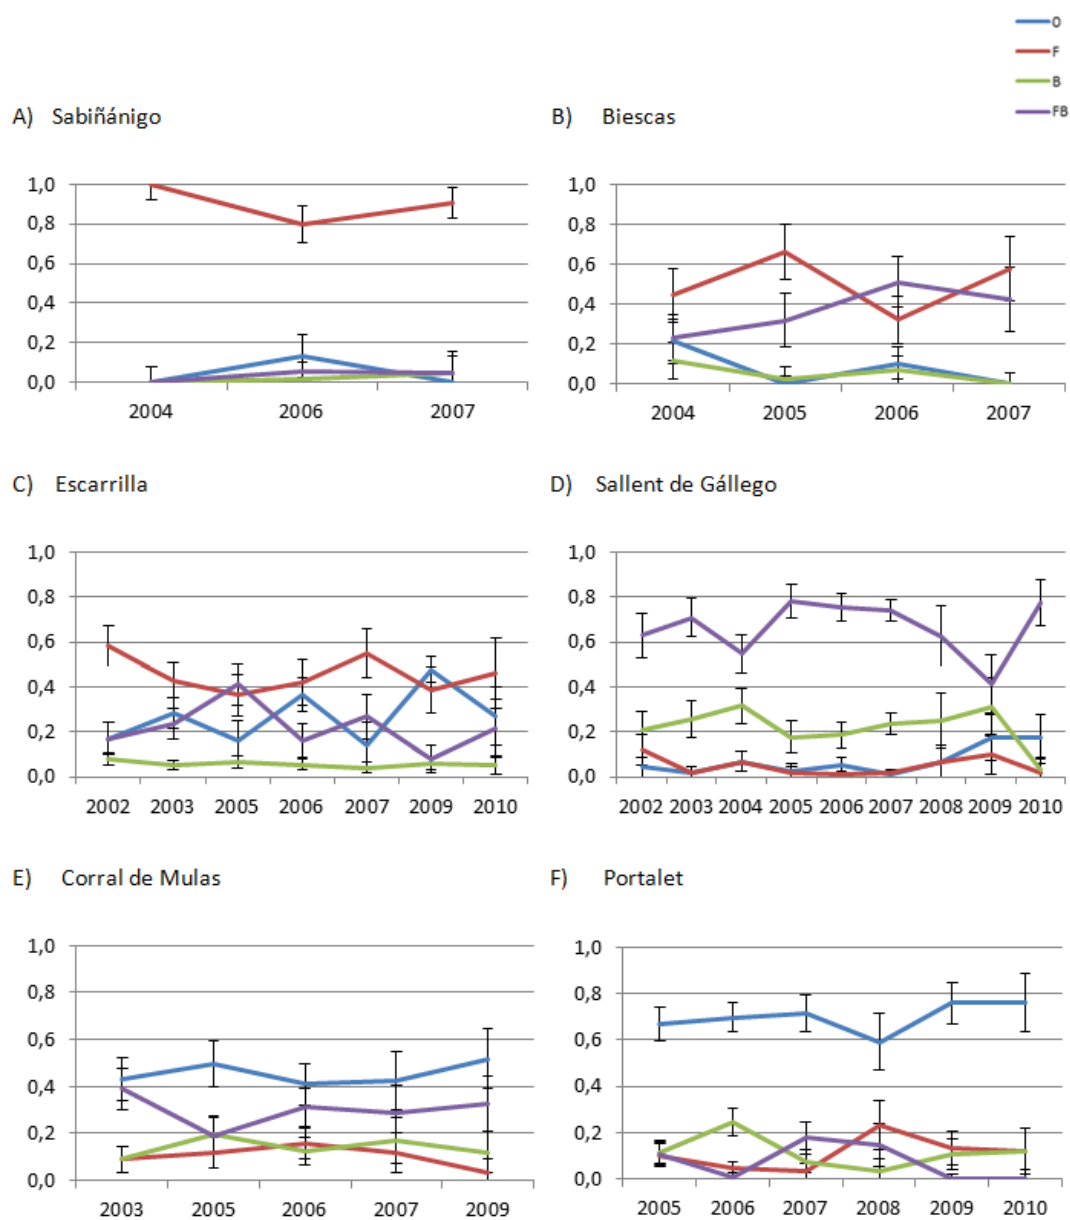 0
F
B
FB
A) Sabiñánigo
1,0
0,8
0,6
0,4
0,2
0,0
2004 2006 2007
B) Biescas
1,0
0,8
0,6
0,4
0,2
0,0
2004 2005 2006 2007
C) Escarrilla
1,0
0,8
0,6
0,4
0,2
0,0
2002 2003 2005 2006 2007 2009 2010
D) Sallent de Gállego
1,0
0,8
0,6
0,4
0,2
0,0
2002 2003 2004 2005 2006 2007 2008 2009 2010
E) Corral de Mulas
1,0
0,8
0,6
0,4
0,2
0,0
2003 2005 2006 2007 2009
F) Portalet
1,0
0,8
0,6
0,4
0,2
0,0
2005 2006 2007 2008 2009 2010